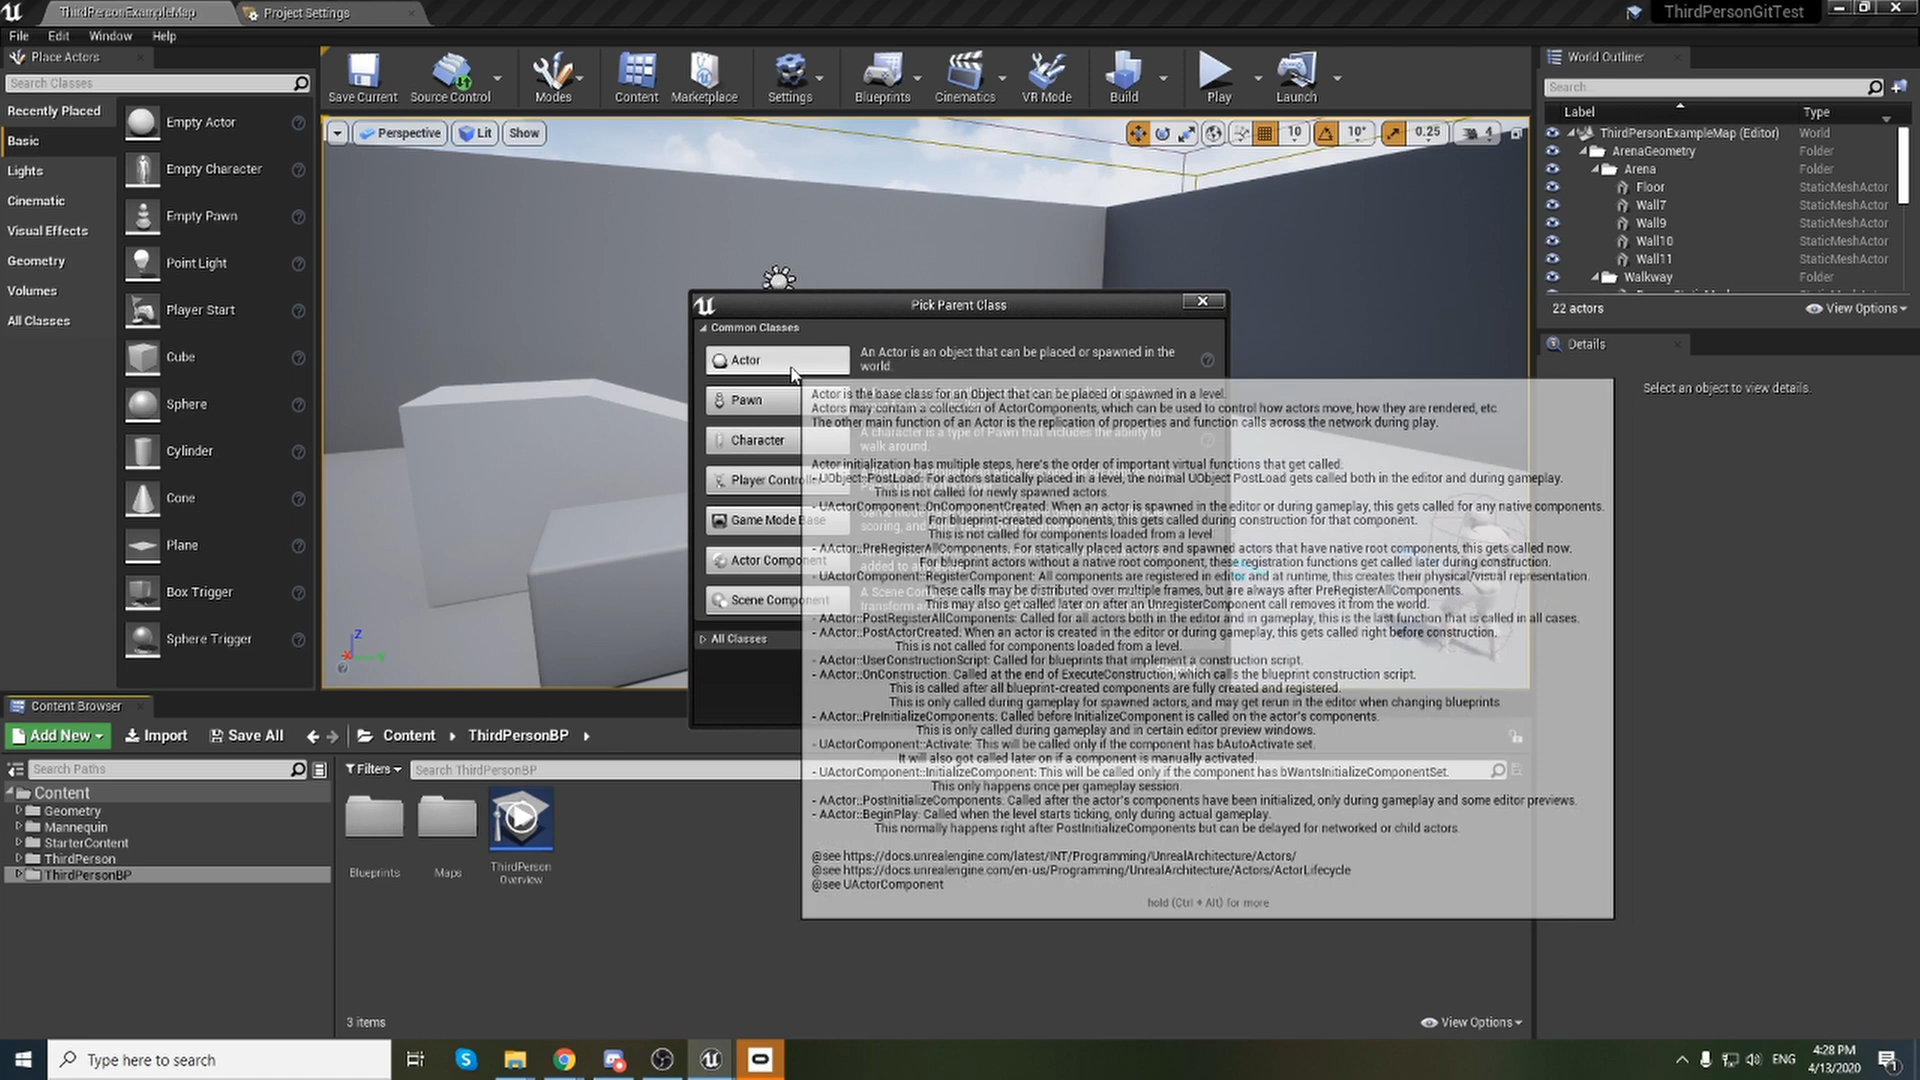 ThirdPersonExampleMap
Project Settings
ThirdPersonGitTest
File Edit Window Help
Place Actors
Search Classes
Recently Placed
Basic
Lights
Cinematic
Visual Effects
Geometry
Volumes
All Classes
Empty Actor
Empty Character
Empty Pawn
Point Light
Player Start
Cube
Sphere
Cylinder
Cone
Plane
Box Trigger
Sphere Trigger
Save Current
Source Control
Modes
Content
Marketplace
Settings
Blueprints
Cinematics
VR Mode
Build
Play
Launch
Perspective
Lit
Show
10
10°
0.25
4
World Outliner
Search...
Label Type
ThirdPersonExampleMap (Editor) World
ArenaGeometry Folder
Arena Folder
Floor StaticMeshActor
Wall7 StaticMeshActor
Wall9 StaticMeshActor
Wall10 StaticMeshActor
Wall11 StaticMeshActor
Walkway Folder
22 actors
View Options
Details
Select an object to view details.
Pick Parent Class
Common Classes
Actor
An Actor is an object that can be placed or spawned in the
world.
Pawn
Character
A character is a type of Pawn that includes the ability to
walk around.
Player Controller
Game Mode Base
Actor Component
Scene Component
All Classes
Cancel
Actor is the base class for an Object that can be placed or spawned in a level.
Actors may contain a collection of ActorComponents, which can be used to control how actors move, how they are rendered, etc.
The other main function of an Actor is the replication of properties and function calls across the network during play.
Actor initialization has multiple steps, here's the order of important virtual functions that get called:
- UObject::PostLoad: For actors statically placed in a level, the normal UObject PostLoad gets called both in the editor and during gameplay.
This is not called for newly spawned actors.
- UActorComponent::OnComponentCreated: When an actor is spawned in the editor or during gameplay, this gets called for any native components.
For blueprint-created components, this gets called during construction for that component.
This is not called for components loaded from a level.
- AActor::PreRegisterAllComponents: For statically placed actors and spawned actors that have native root components, this gets called now.
For blueprint actors without a native root component, these registration functions get called later during construction.
- UActorComponent::RegisterComponent: All components are registered in editor and at runtime, this creates their physical/visual representation.
These calls may be distributed over multiple frames, but are always after PreRegisterAllComponents.
This may also get called later on after an UnregisterComponent call removes it from the world.
- AActor::PostRegisterAllComponents: Called for all actors both in the editor and in gameplay, this is the last function that is called in all cases.
- AActor::PostActorCreated: When an actor is created in the editor or during gameplay, this gets called right before construction.
This is not called for components loaded from a level.
- AActor::UserConstructionScript: Called for blueprints that implement a construction script.
- AActor::OnConstruction: Called at the end of ExecuteConstruction, which calls the blueprint construction script.
This is called after all blueprint-created components are fully created and registered.
This is only called during gameplay for spawned actors, and may get rerun in the editor when changing blueprints.
- AActor::PreInitializeComponents: Called before InitializeComponent is called on the actor's components.
This is only called during gameplay and in certain editor preview windows.
- UActorComponent::Activate: This will be called only if the component has bAutoActivate set.
It will also got called later on if a component is manually activated.
- UActorComponent::InitializeComponent: This will be called only if the component has bWantsInitializeComponentSet.
This only happens once per gameplay session.
- AActor::PostInitializeComponents: Called after the actor's components have been initialized, only during gameplay and some editor previews.
- AActor::BeginPlay: Called when the level starts ticking, only during actual gameplay.
This normally happens right after PostInitializeComponents but can be delayed for networked or child actors.
@see https://docs.unrealengine.com/latest/INT/Programming/UnrealArchitecture/Actors/
@see https://docs.unrealengine.com/en-us/Programming/UnrealArchitecture/Actors/ActorLifecycle
@see UActorComponent
hold (Ctrl + Alt) for more
Content Browser
Add New
Import
Save All
Content
ThirdPersonBP
Search Paths
Filters
Search ThirdPersonBP
Content
Geometry
Mannequin
StarterContent
ThirdPerson
ThirdPersonBP
Blueprints
Maps
ThirdPerson
Overview
3 items
View Options
Type here to search
ENG
4:28 PM
4/13/2020
1